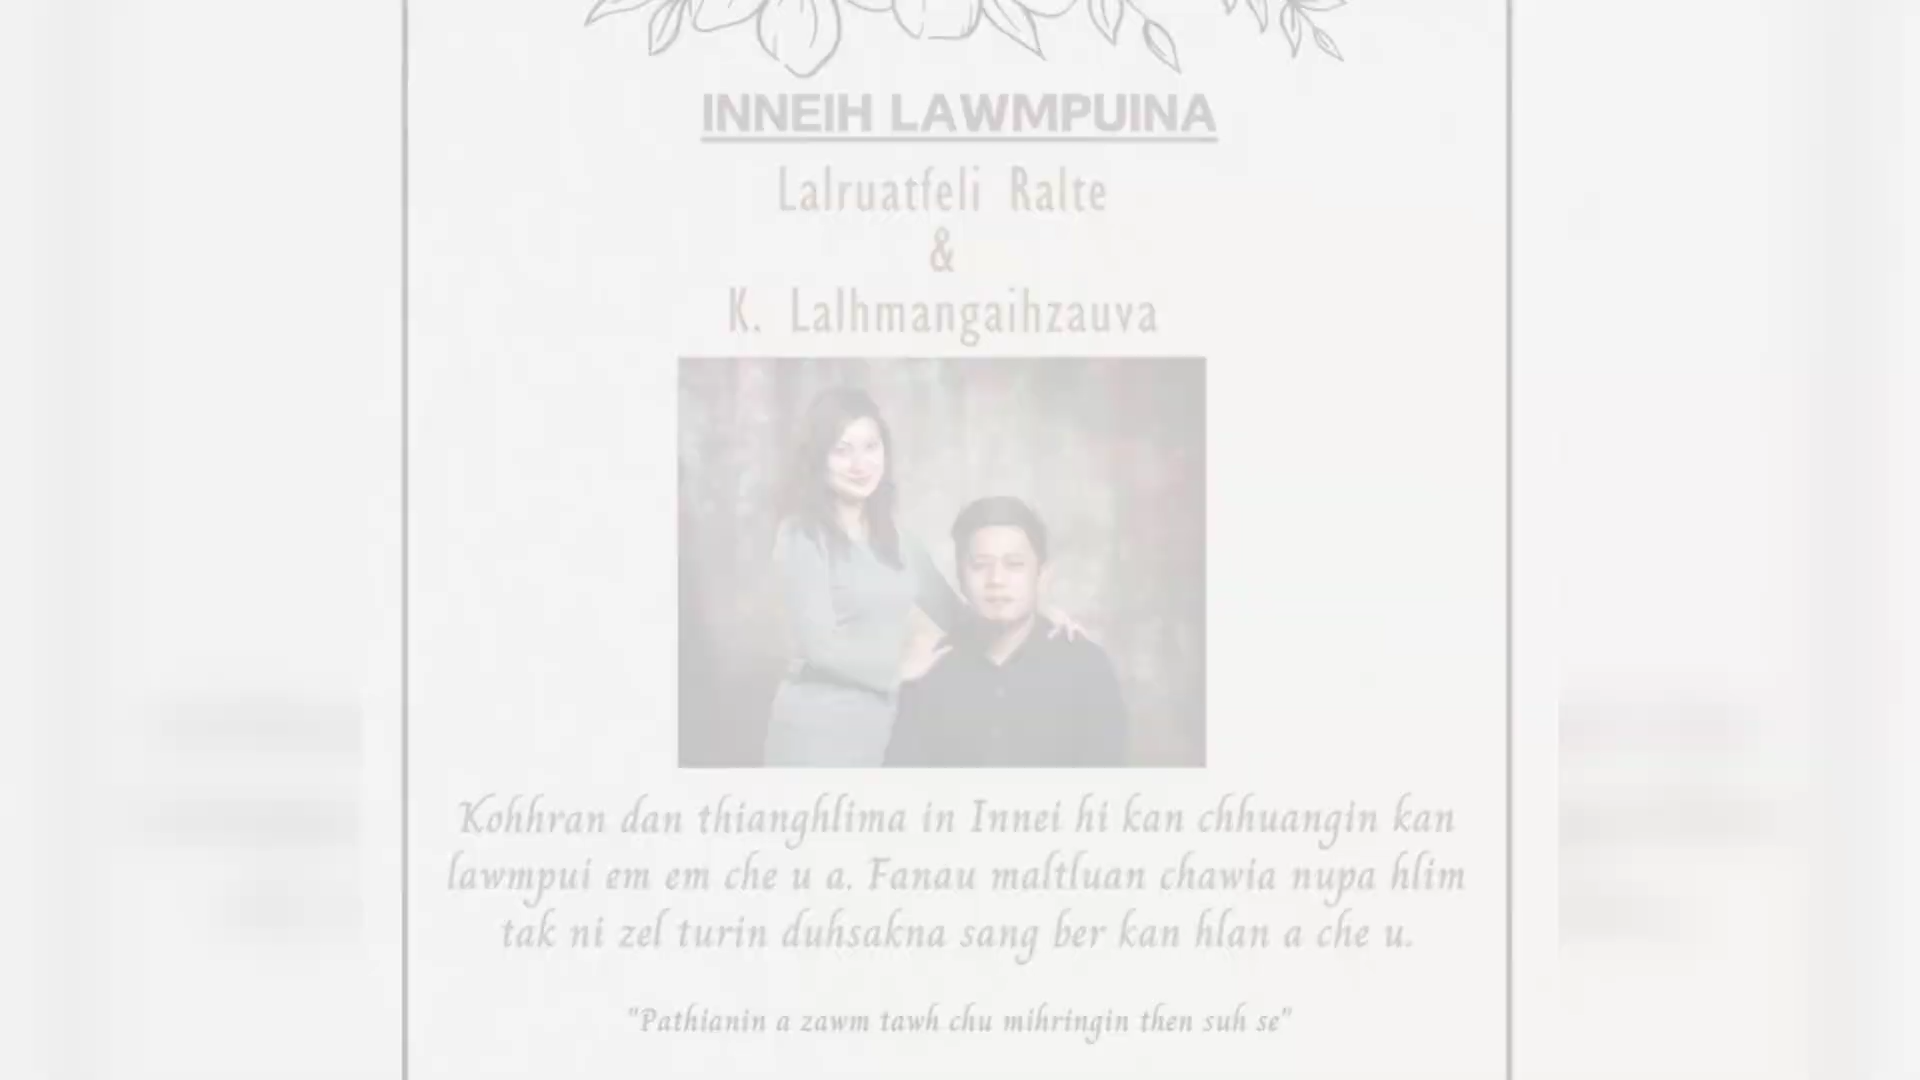 INNEIH LAWMPUINA
Lalruatfeli Ralte
&
K. Lalhmangaihzauva
Kohhran dan thianghlima in Innei hi kan chhuangin kan
lawmpui em em che u a. Fanau maltluan chawia nupa hlim
tak ni zel turin duhsakna sang ber kan hlan a che u.
"Pathianin a zawm tawh chu mihringin then suh se"